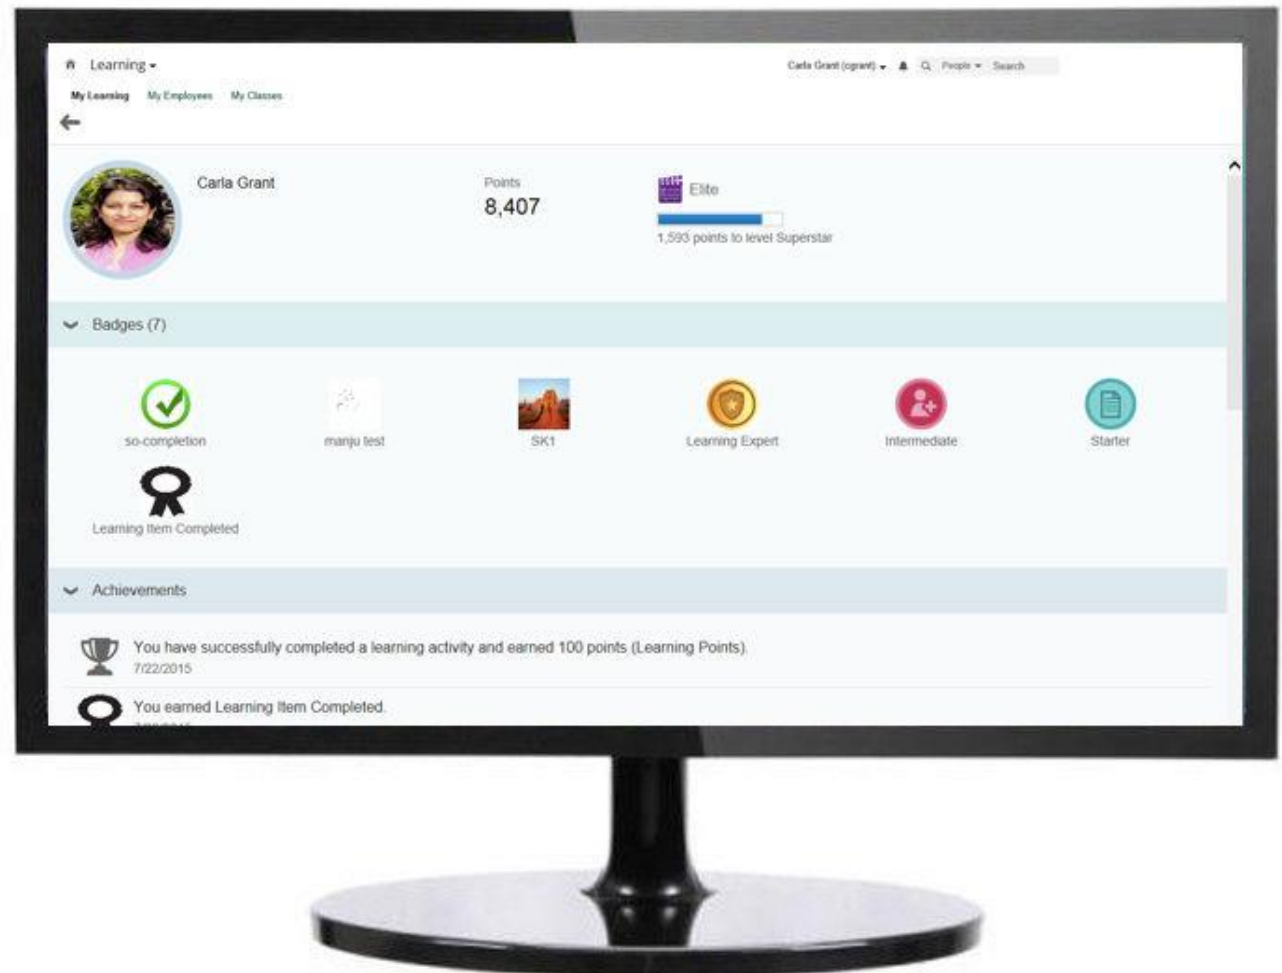 Learning
Carla Grant (cgrant)
People
Search
My Learning My Employees My Classes
Carla Grant
Points
8,407
Elite
1,593 points to level Superstar
Badges (7)
so-completion
manju test
SK1
Learning Expert
Intermediate
Starter
Learning Item Completed
Achievements
You have successfully completed a learning activity and earned 100 points (Learning Points).
7/22/2015
You earned Learning Item Completed.